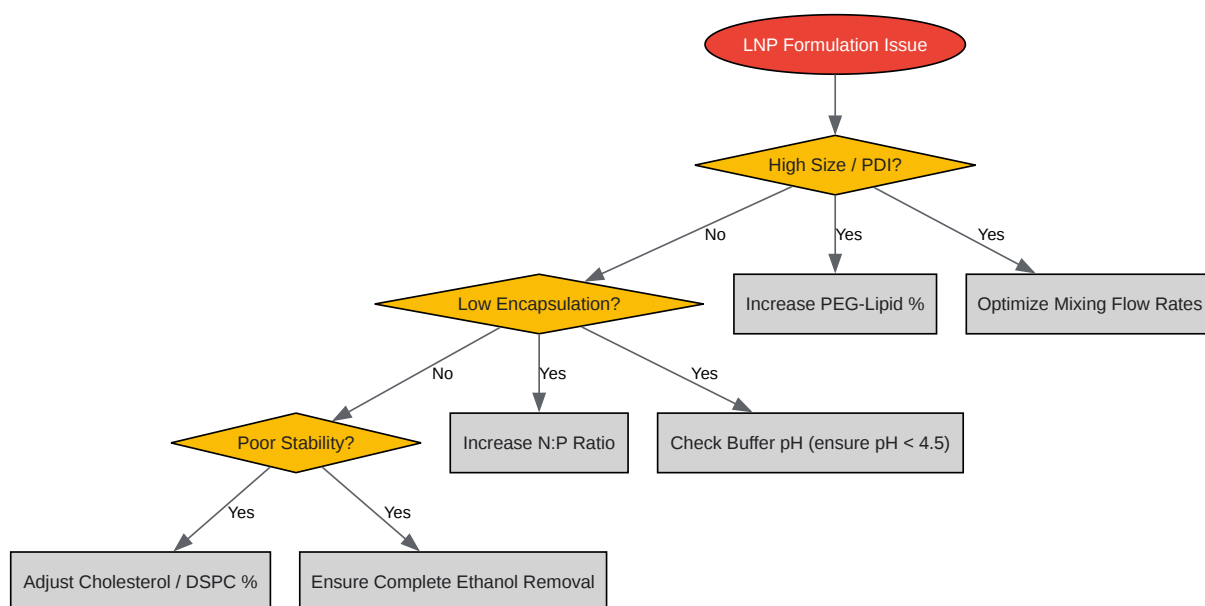 LNP Formulation Issue
High Size / PDI?
No
Yes
Yes
Low Encapsulation?
Increase PEG-Lipid %
Optimize Mixing Flow Rates
No
Yes
Yes
Poor Stability?
Increase N:P Ratio
Check Buffer pH (ensure pH < 4.5)
Yes
Yes
Adjust Cholesterol / DSPC %
Ensure Complete Ethanol Removal